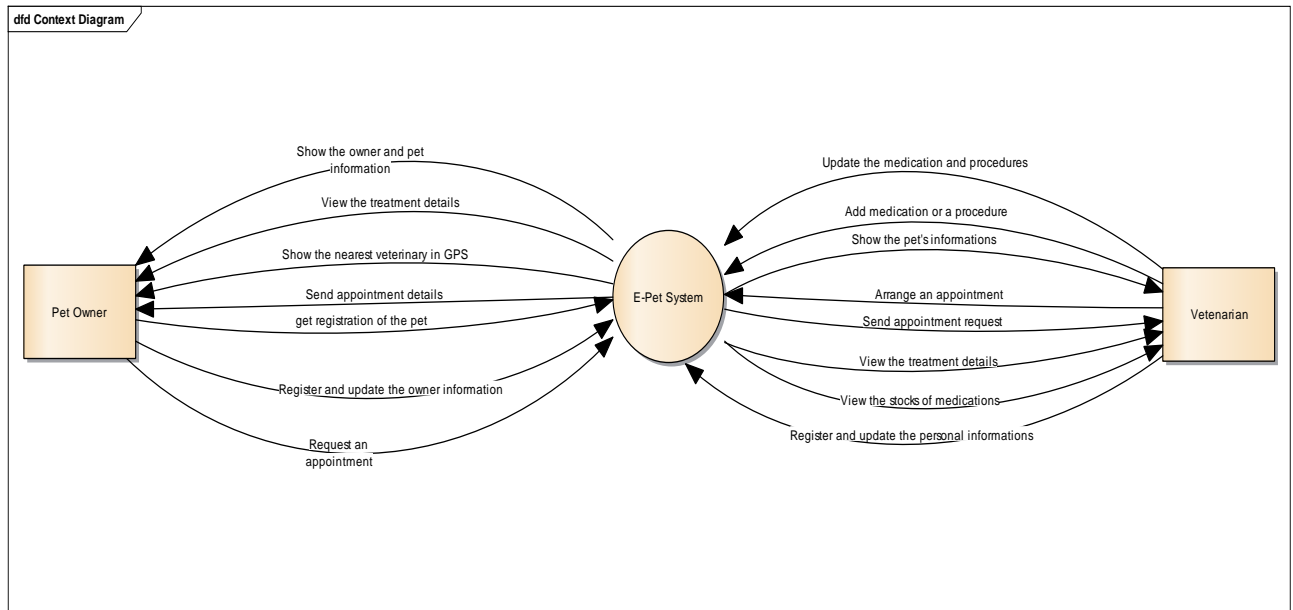 dfd Context Diagram
Show the owner and pet
information
View the treatment details
Show the nearest veterinary in GPS
Send appointment details
get registration of the pet
Register and update the owner information
Request an
appointment
Pet Owner
E-Pet System
Update the medication and procedures
Add medication or a procedure
Show the pet's informations
Arrange an appointment
Send appointment request
View the treatment details
View the stocks of medications
Register and update the personal informations
Vetenarian